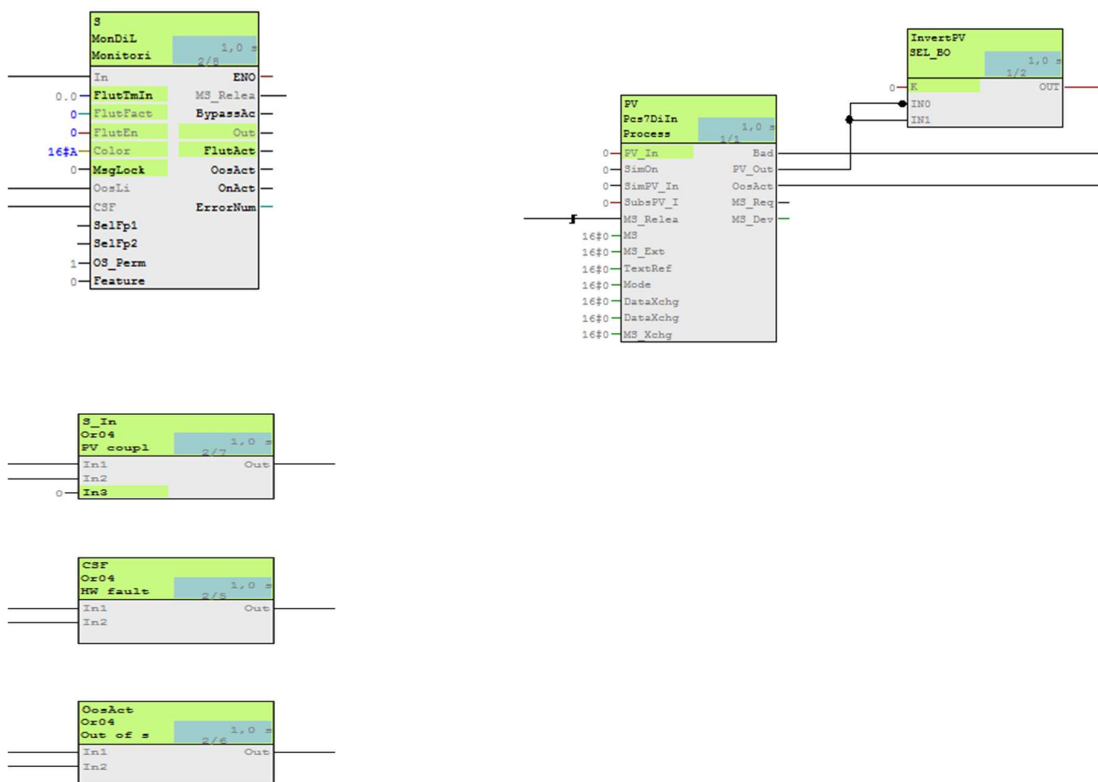 S
MonDiL
Monitori
1,0 s
2/8
In
ENO
0.0
FlutTmIn
MS_Relea
0
FlutFact
BypassAc
0
FlutEn
Out
16#A
Color
FlutAct
0
MsgLock
OosAct
OosLi
OnAct
CSF
ErrorNum
SelFp1
SelFp2
1
OS_Perm
0
Feature
PV
Pcs7DiIn
Process
1,0 s
1/1
0
PV_In
Bad
0
SimOn
PV_Out
0
SimPV_In
OosAct
0
SubsPV_I
MS_Req
MS_Relea
MS_Dev
16#0
MS
16#0
MS_Ext
16#0
TextRef
16#0
Mode
16#0
DataXchg
16#0
DataXchg
16#0
MS_Xchg
InvertPV
SEL_BO
1,0 s
1/2
0
K
OUT
IN0
IN1
S_In
Or04
PV coupl
1,0 s
2/7
In1
Out
In2
0
In3
CSF
Or04
HW fault
1,0 s
2/5
In1
Out
In2
OosAct
Or04
Out of s
1,0 s
2/6
In1
Out
In2